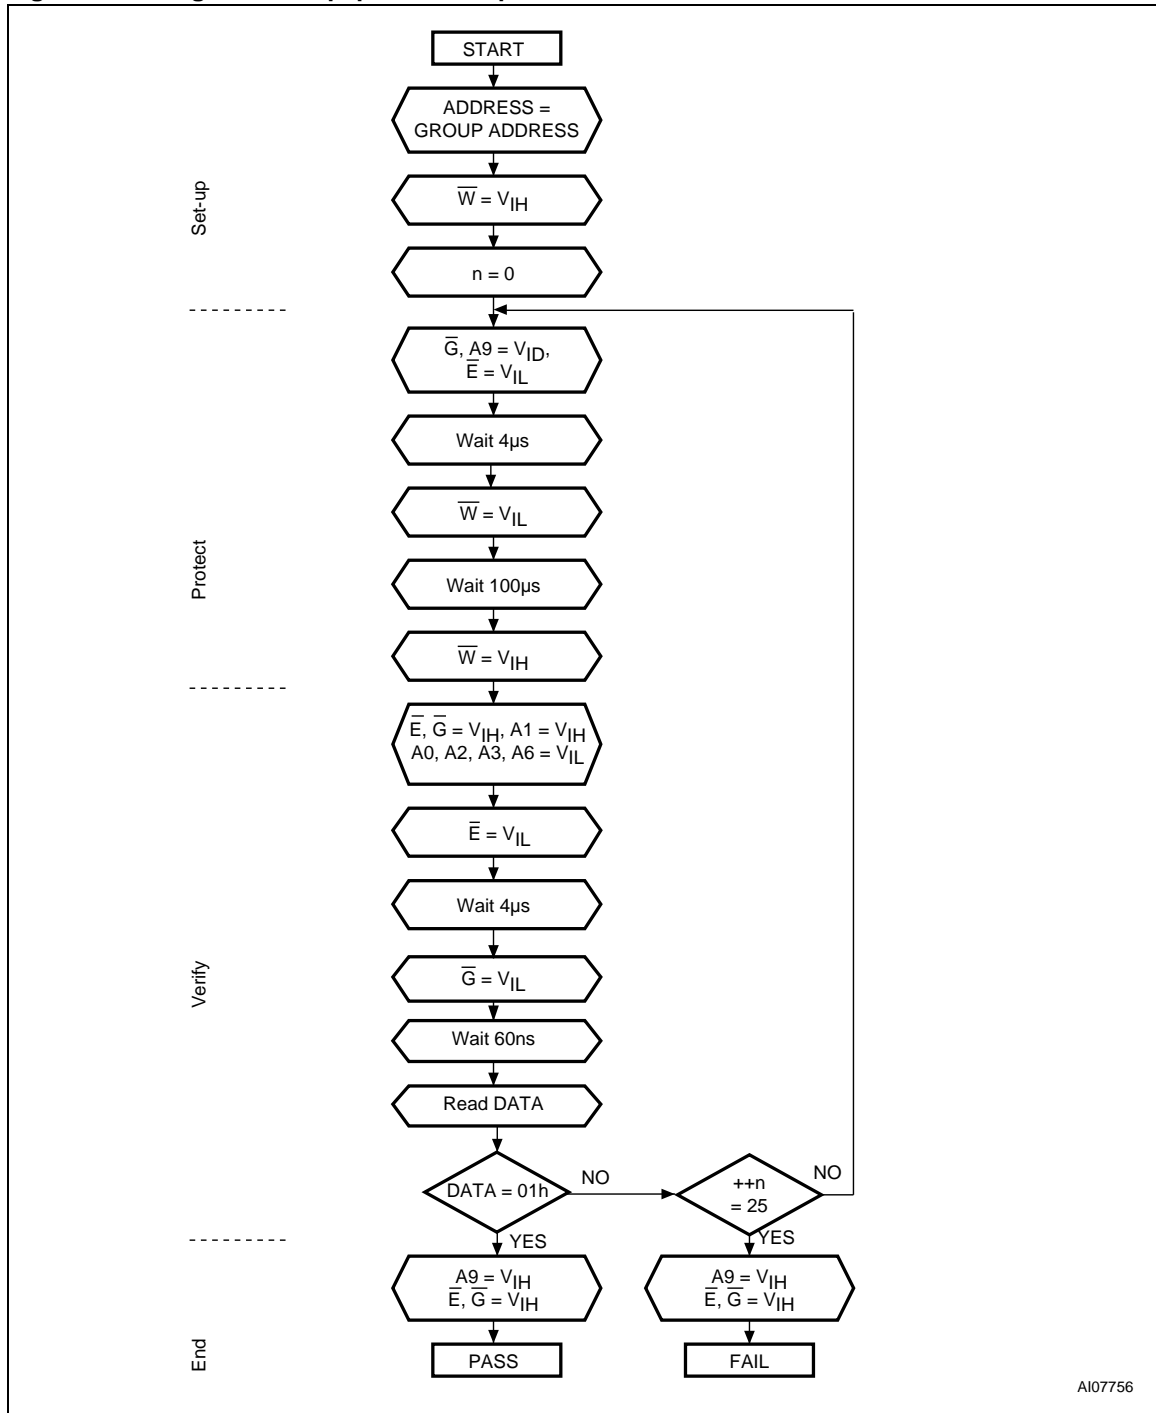 START
ADDRESS =
GROUP ADDRESS
Set-up
W̅ = VIH
n = 0
G̅, A9 = VID,
E̅ = VIL
Wait 4µs
W̅ = VIL
Protect
Wait 100µs
W̅ = VIH
E̅, G̅ = VIH, A1 = VIH
A0, A2, A3, A6 = VIL
E̅ = VIL
Wait 4µs
Verify
G̅ = VIL
Wait 60ns
Read DATA
DATA = 01h
NO
++n
= 25
NO
YES
YES
A9 = VIH
E̅, G̅ = VIH
A9 = VIH
E̅, G̅ = VIH
End
PASS
FAIL
AI07756